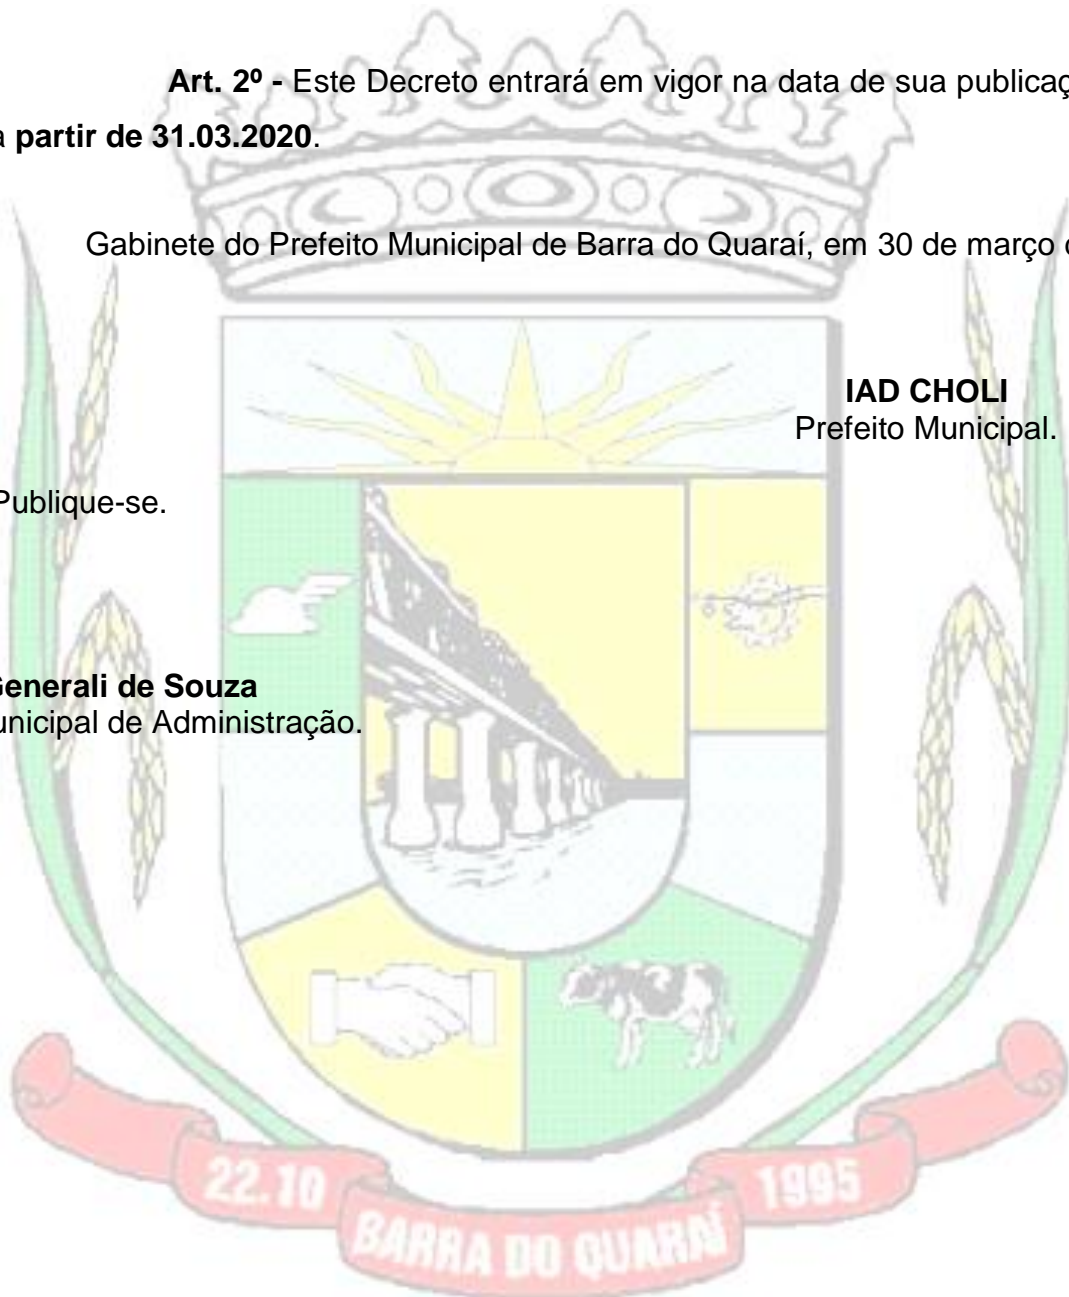 Art. 2º - Este Decreto entrará em vigor na data de sua publicaç
a partir de 31.03.2020.
Gabinete do Prefeito Municipal de Barra do Quaraí, em 30 de março
IAD CHOLI
Prefeito Municipal.
Publique-se.
Generali de Souza
unicipal de Administração.
22.10
1995
BARRA DO QUARAÍ